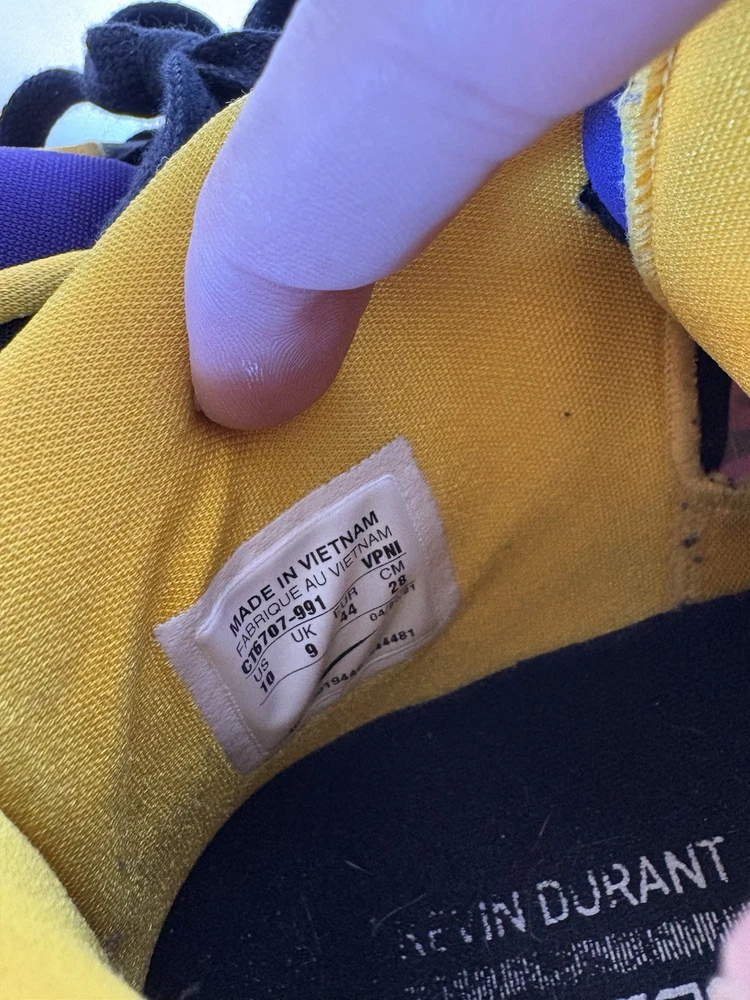 MADE IN VIETNAM
FABRIQUE AU VIETNAM
CT6707-991 VPNI
US UK EUR CM
10 9 44 28
KEVIN DURANT